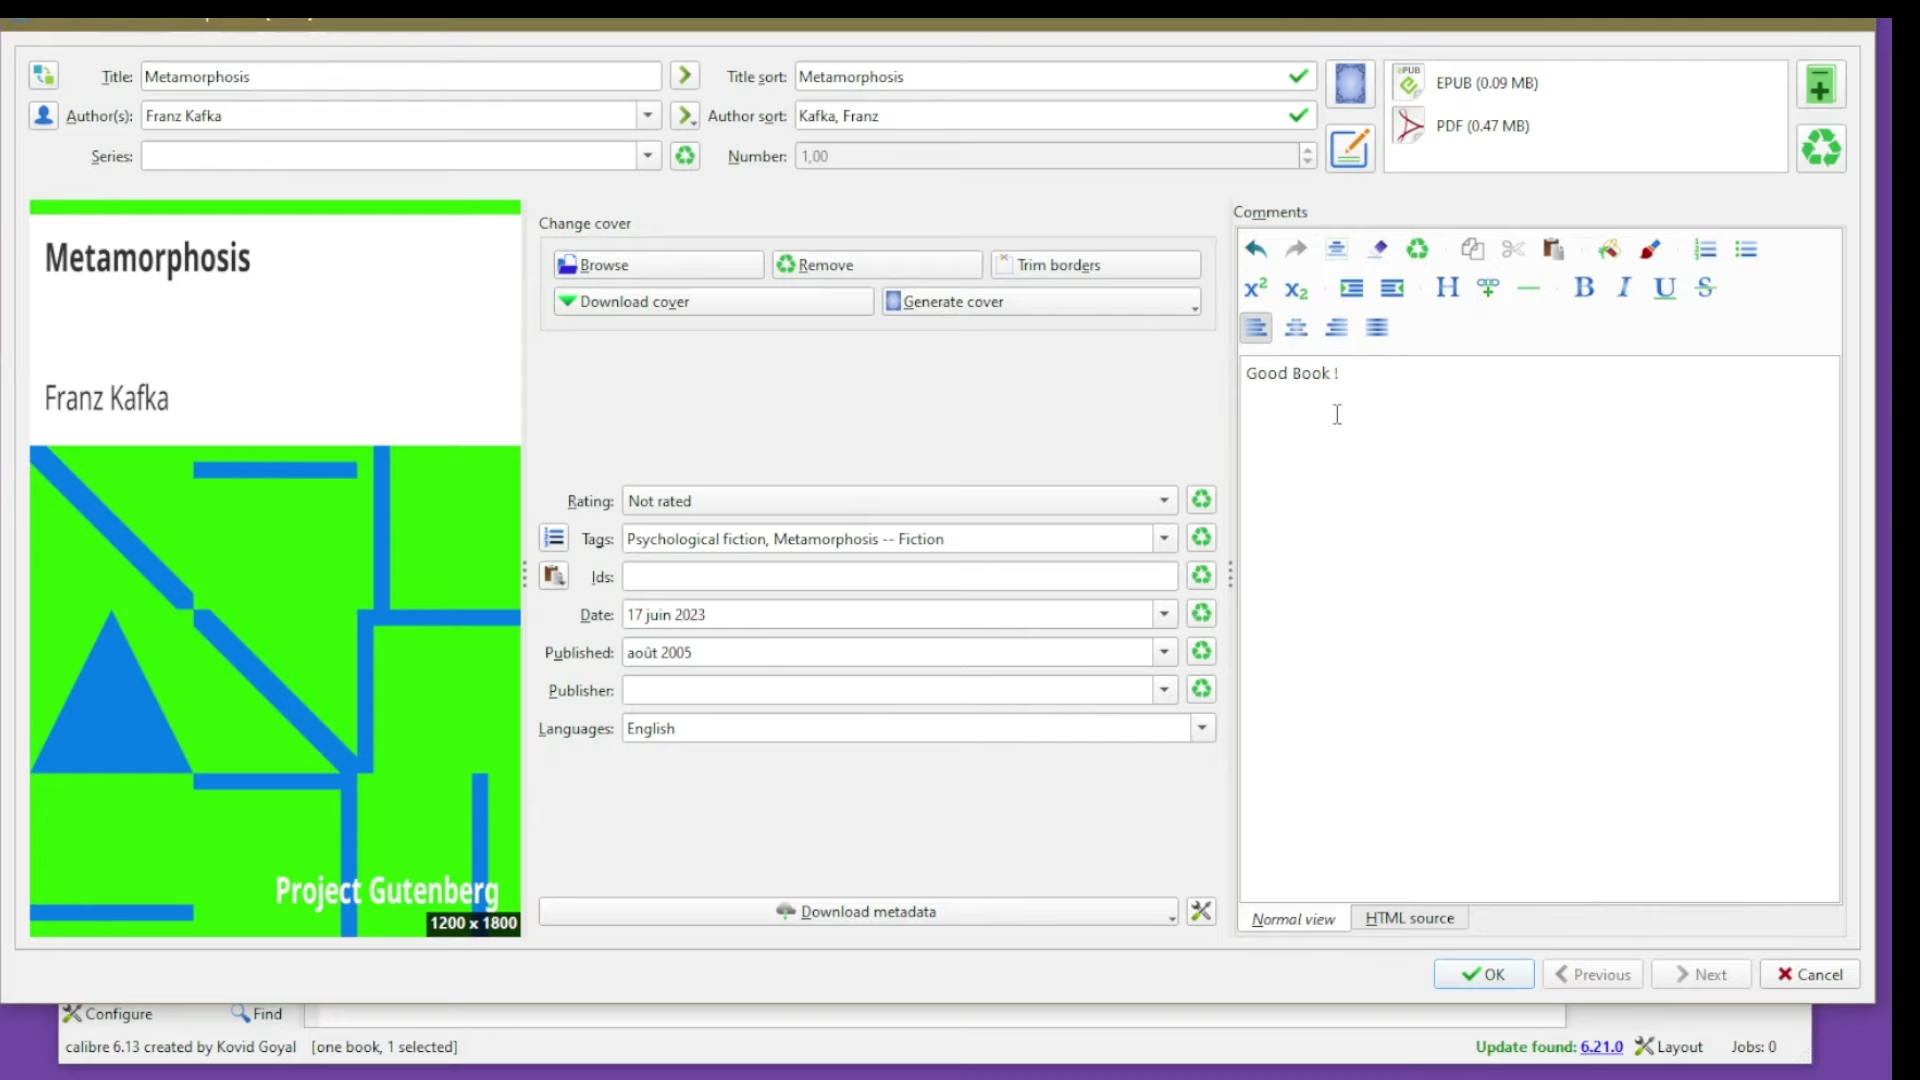 Title: Metamorphosis
Title sort: Metamorphosis
Author(s): Franz Kafka
Author sort: Kafka, Franz
Series:
Number: 1,00
EPUB (0.09 MB)
PDF (0.47 MB)
Metamorphosis
Franz Kafka
Project Gutenberg
1200 x 1800
Change cover
Browse
Remove
Trim borders
Download cover
Generate cover
Rating: Not rated
Tags: Psychological fiction, Metamorphosis -- Fiction
Ids:
Date: 17 juin 2023
Published: août 2005
Publisher:
Languages: English
Download metadata
Comments
Good Book !
Normal view
HTML source
OK
Previous
Next
Cancel
Configure
Find
calibre 6.13 created by Kovid Goyal [one book, 1 selected]
Update found: 6.21.0
Layout
Jobs: 0